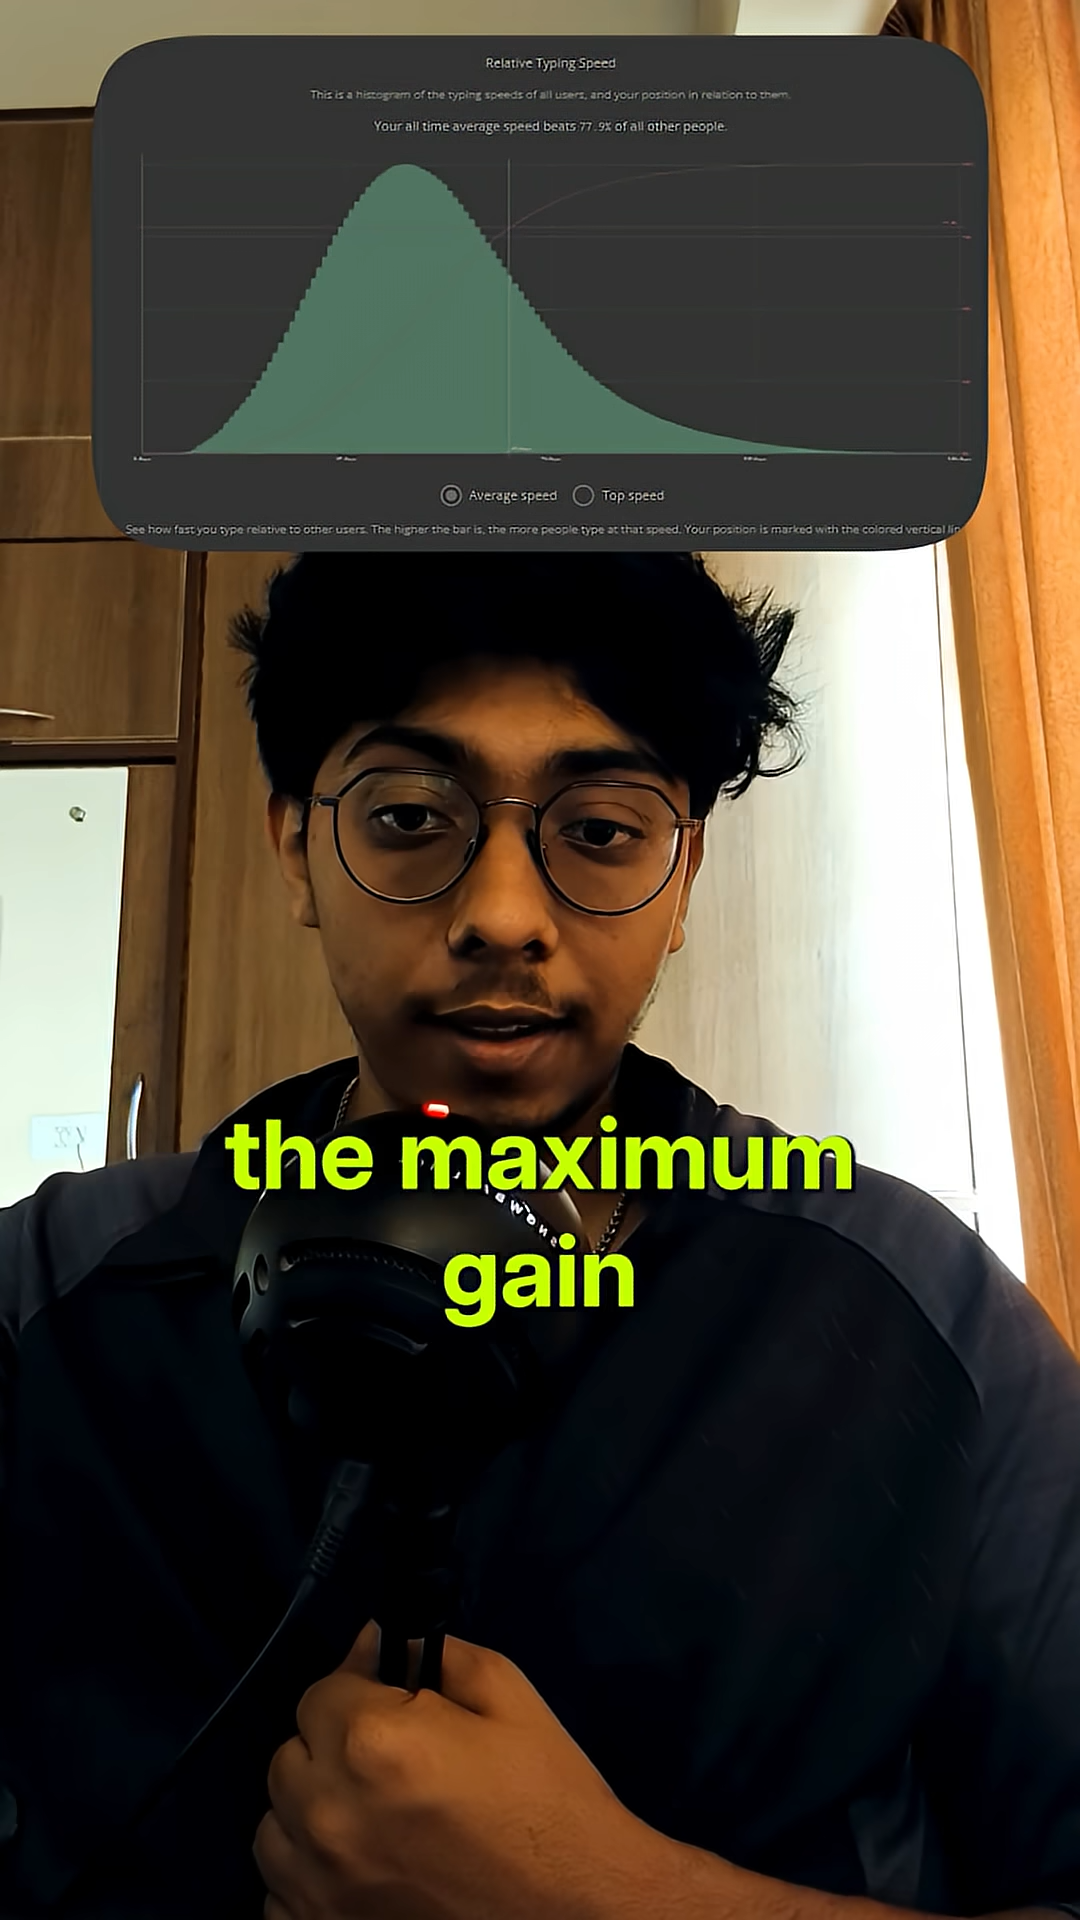 Relative Typing Speed
This is a histogram of the typing speeds of all users, and your position in relation to them.
Your all time average speed beats 77.9% of all other people.
Average speed
Top speed
See how fast you type relative to other users. The higher the bar is, the more people type at that speed. Your position is marked with the colored vertical
the maximum
gain